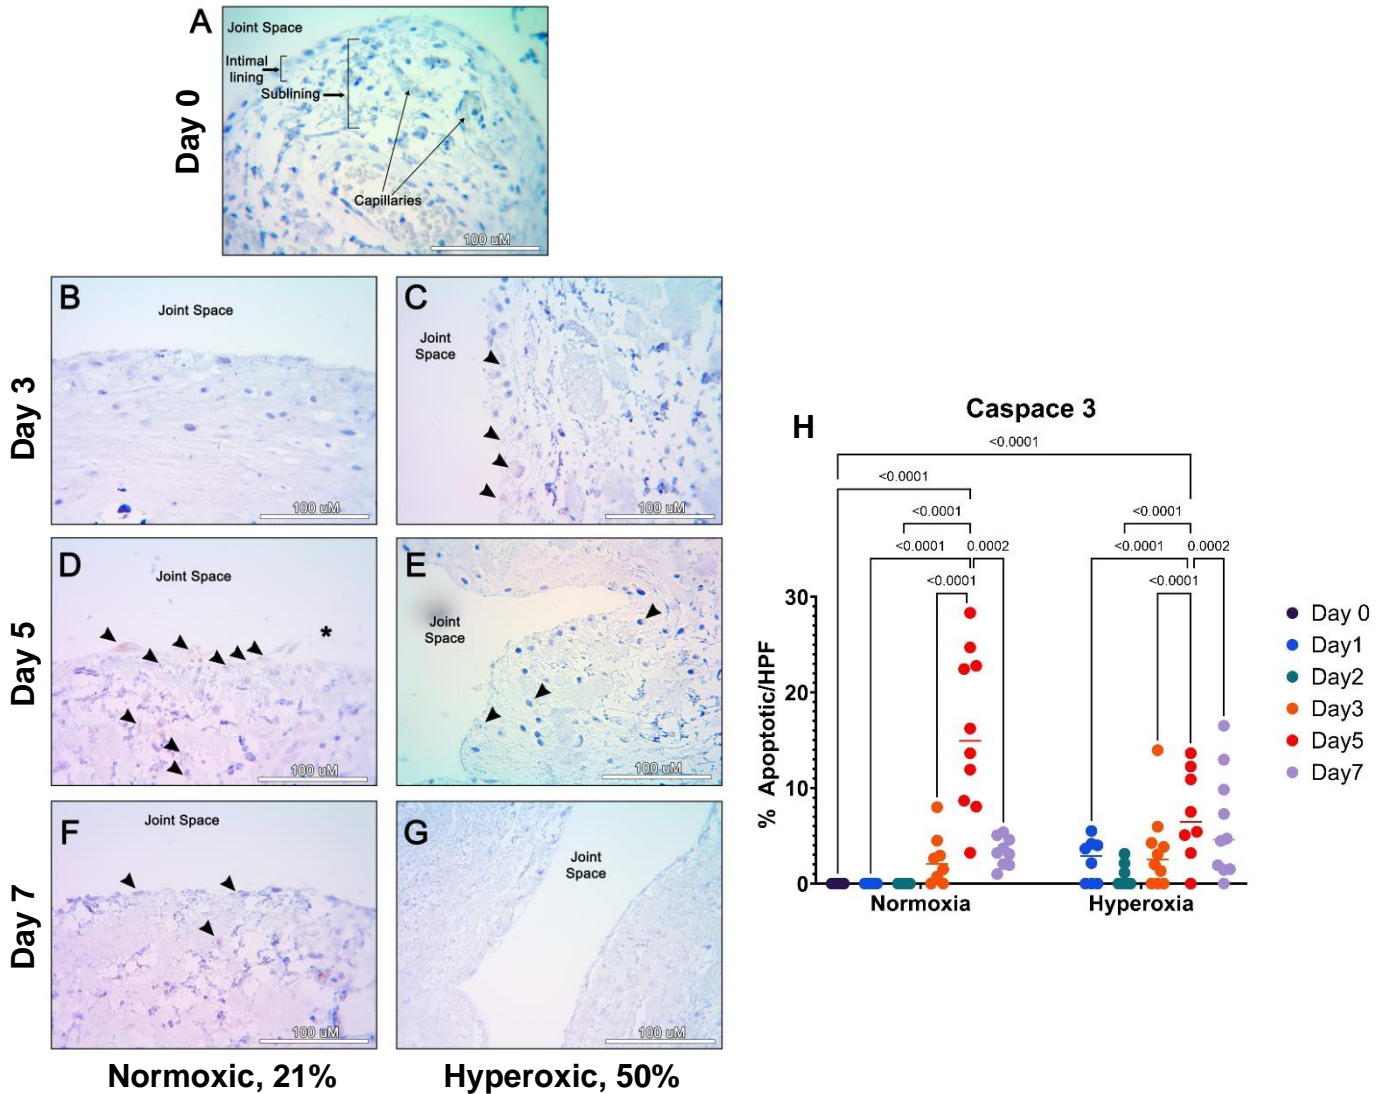 A
Joint Space
Intimal
lining
Sublining
Capillaries
100 uM
Day 0
B
Joint Space
100 uM
C
Joint
Space
100 uM
Day 3
D
Joint Space
*
100 uM
E
Joint
Space
100 uM
Day 5
F
Joint Space
100 uM
G
Joint
Space
100 uM
Day 7
Normoxic, 21%
Hyperoxic, 50%
H
Caspace 3
<0.0001
<0.0001
<0.0001
<0.0001
<0.0001 0.0002
<0.0001 0.0002
<0.0001
<0.0001
% Apoptotic/HPF
30
20
10
0
Normoxia
Hyperoxia
Day 0
Day1
Day2
Day3
Day5
Day7